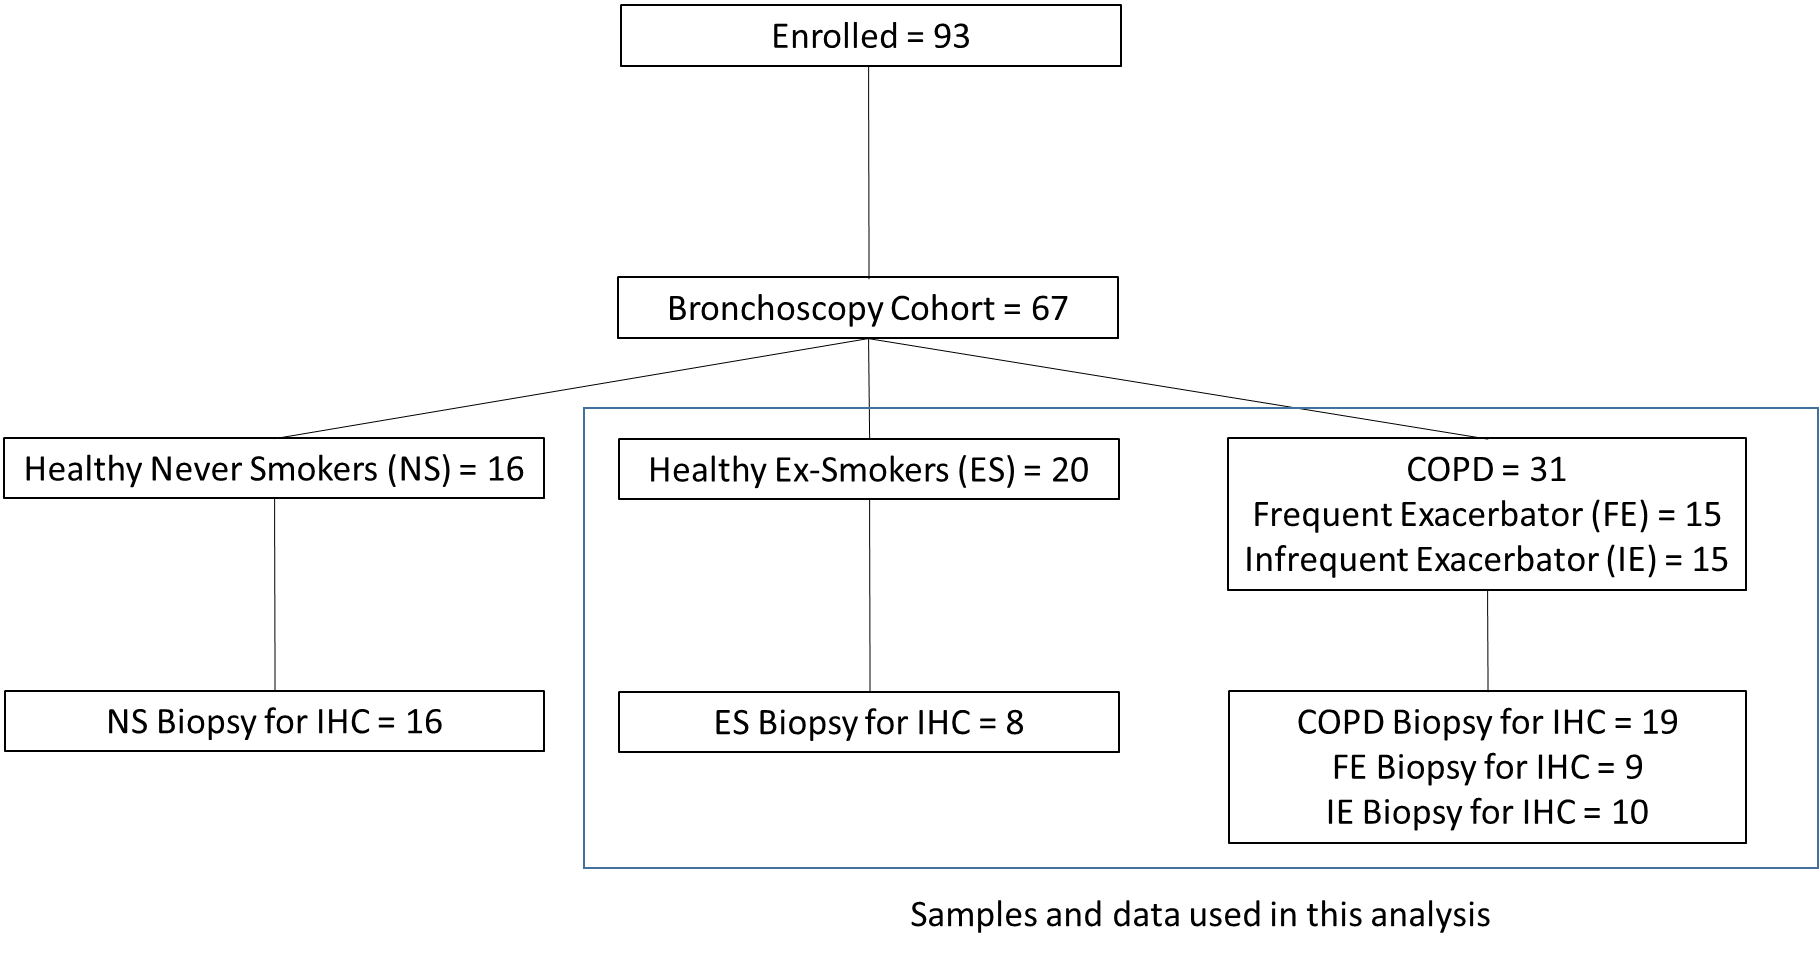 Enrolled = 93
Bronchoscopy Cohort = 67
Healthy Never Smokers (NS) = 16
Healthy Ex-Smokers (ES) = 20
COPD = 31
Frequent Exacerbator (FE) = 15
Infrequent Exacerbator (IE) = 15
NS Biopsy for IHC = 16
ES Biopsy for IHC = 8
COPD Biopsy for IHC = 19
FE Biopsy for IHC = 9
IE Biopsy for IHC = 10
Samples and data used in this analysis